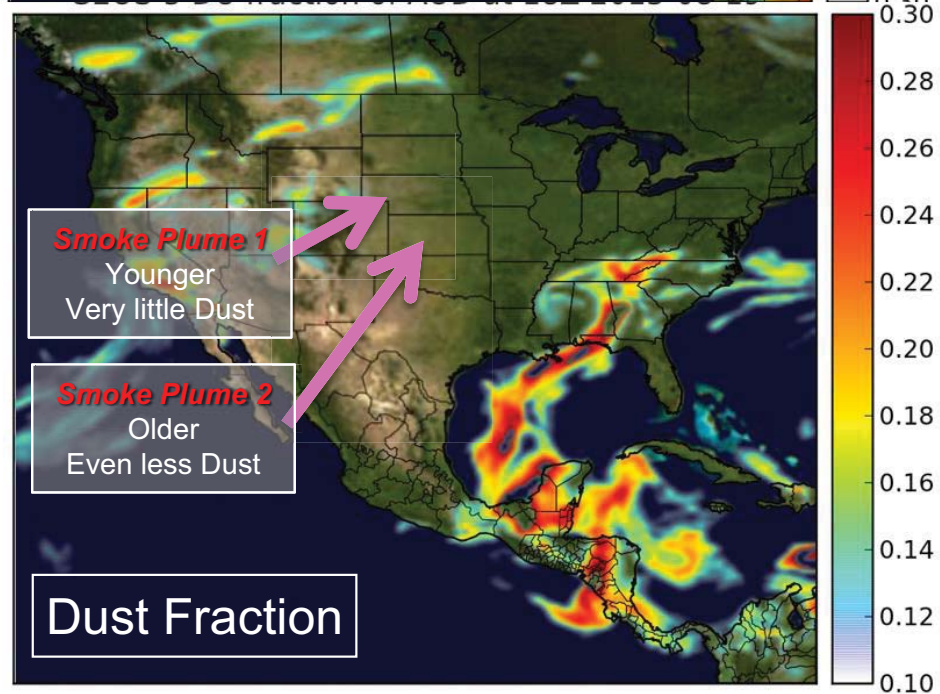 0.30
Smoke Plume 1
Younger
Very little Dust
Smoke Plume 2
Older
Even less Dust
Dust Fraction
0.28
0.26
0.24
0.22
0.20
0.18
0.16
0.14
0.12
0.10